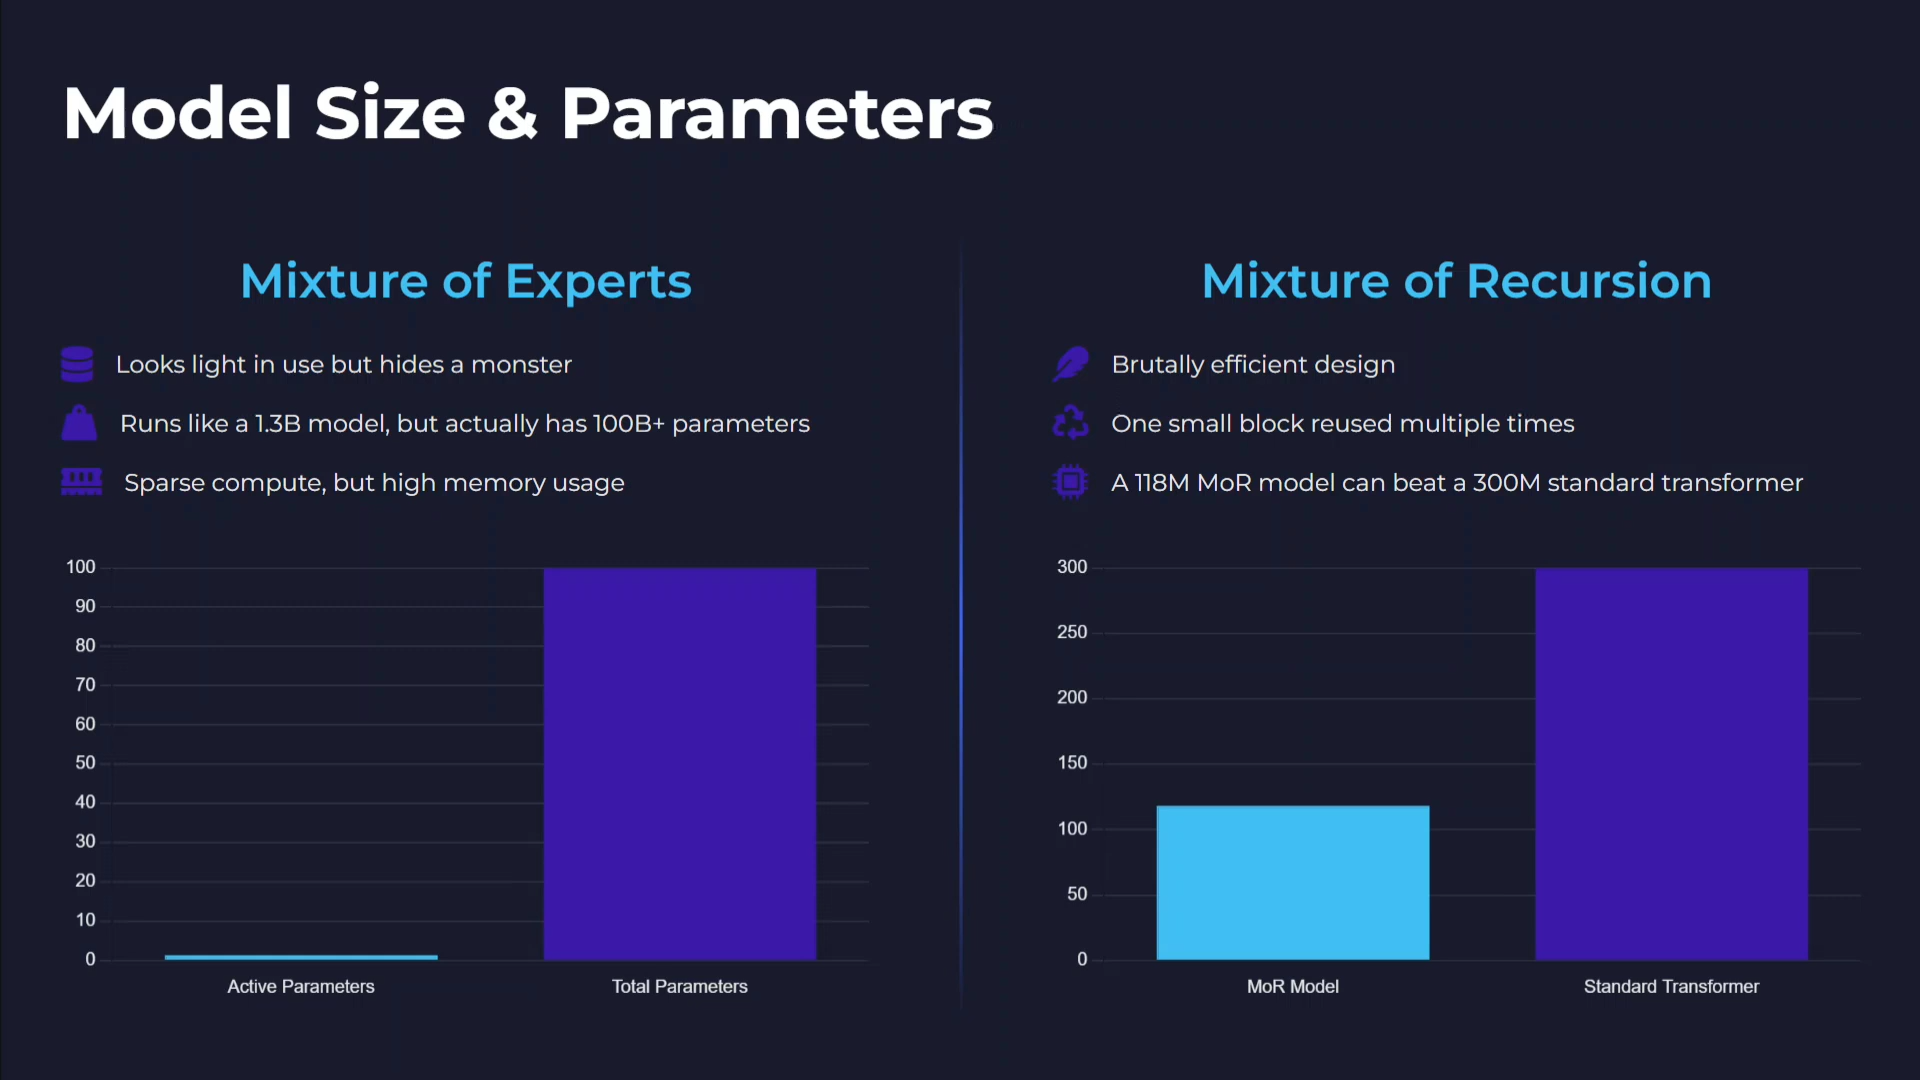 Model Size & Parameters
Mixture of Experts
Looks light in use but hides a monster
Runs like a 1.3B model, but actually has 100B+ parameters
Sparse compute, but high memory usage
100
90
80
70
60
50
40
30
20
10
0
Active Parameters
Total Parameters
Mixture of Recursion
Brutally efficient design
One small block reused multiple times
A 118M MoR model can beat a 300M standard transformer
300
250
200
150
100
50
0
MoR Model
Standard Transformer